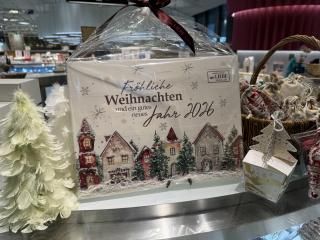 Fröhliche
Weihnachten
und ein gutes
neues Jahr 2026